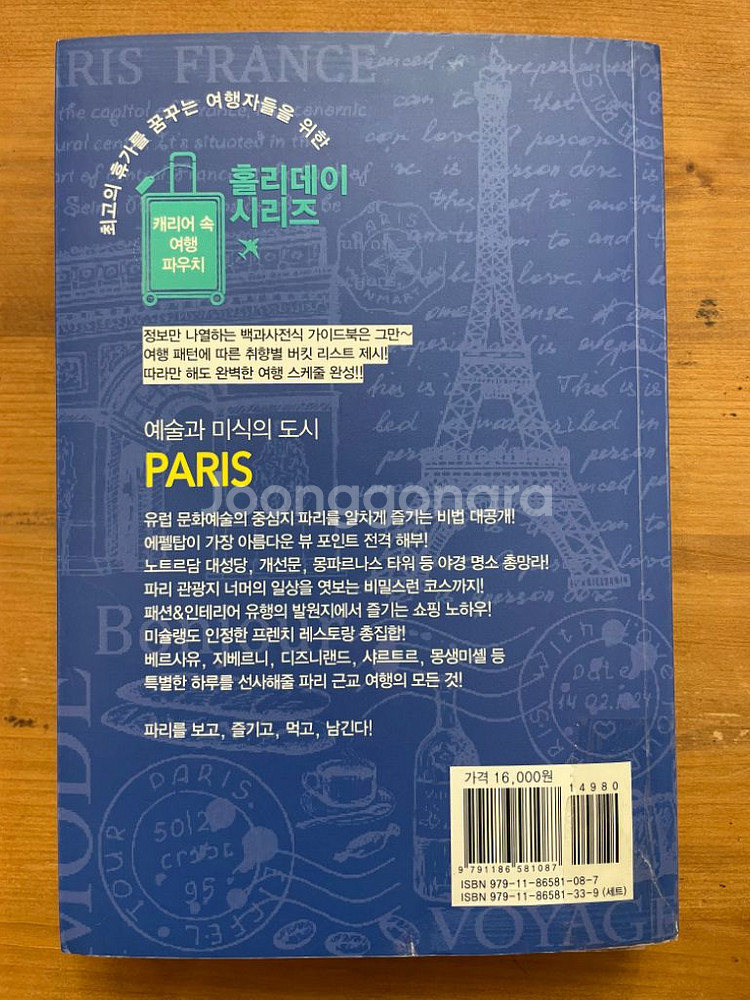 PARIS FRANCE
최고의 휴가를 꿈꾸는 여행자들을 위한
홀리데이
시리즈
캐리어 속
여행
파우치
정보만 나열하는 백과사전식 가이드북은 그만~
여행 패턴에 따른 취향별 버킷 리스트 제시!
따라만 해도 완벽한 여행 스케줄 완성!!
예술과 미식의 도시
PARIS
Joonggonara
유럽 문화예술의 중심지 파리를 알차게 즐기는 비법 대공개!
에펠탑이 가장 아름다운 뷰 포인트 전격 해부!
노트르담 대성당, 개선문, 몽파르나스 타워 등 야경 명소 총망라!
파리 관광지 너머의 일상을 엿보는 비밀스런 코스까지!
패션&인테리어 유행의 발원지에서 즐기는 쇼핑 노하우!
미슐랭도 인정한 프렌치 레스토랑 총집합!
베르사유, 지베르니, 디즈니랜드, 샤르트르, 몽생미셸 등
특별한 하루를 선사해줄 파리 근교 여행의 모든 것!
파리를 보고, 즐기고, 먹고, 남긴다!
가격 16,000원
14980
9 791186 581087
ISBN 979-11-86581-08-7
ISBN 979-11-86581-33-9 (세트)
MODE
PARIS.
TOUR
EIFFEL
VOYAGE